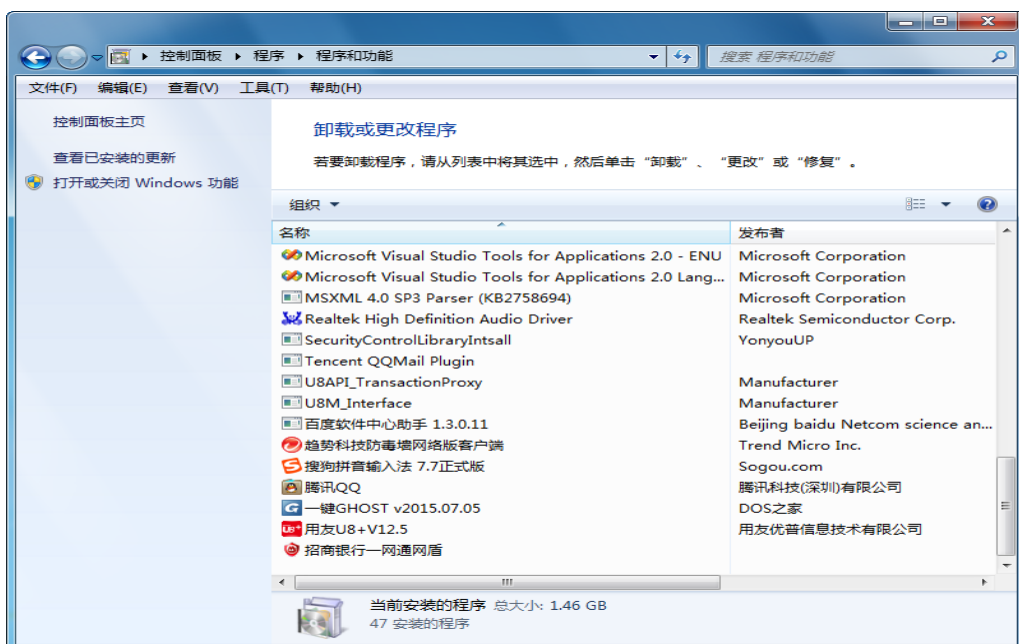 控制面板 程序 程序和功能
搜索 程序和功能
文件(F) 编辑(E) 查看(V) 工具(T) 帮助(H)
控制面板主页
查看已安装的更新
打开或关闭 Windows 功能
卸载或更改程序
若要卸载程序，请从列表中将其选中，然后单击“卸载”、“更改”或“修复”。
组织
名称 发布者
Microsoft Visual Studio Tools for Applications 2.0 - ENU Microsoft Corporation
Microsoft Visual Studio Tools for Applications 2.0 Lang... Microsoft Corporation
MSXML 4.0 SP3 Parser (KB2758694) Microsoft Corporation
Realtek High Definition Audio Driver Realtek Semiconductor Corp.
SecurityControlLibraryIntsall YonyouUP
Tencent QQMail Plugin
U8API_TransactionProxy Manufacturer
U8M_Interface Manufacturer
百度软件中心助手 1.3.0.11 Beijing baidu Netcom science an...
趋势科技防毒墙网络版客户端 Trend Micro Inc.
搜狗拼音输入法 7.7正式版 Sogou.com
腾讯QQ 腾讯科技(深圳)有限公司
一键GHOST v2015.07.05 DOS之家
用友U8+V12.5 用友优普信息技术有限公司
招商银行一网通网盾
当前安装的程序 总大小: 1.46 GB
47 安装的程序